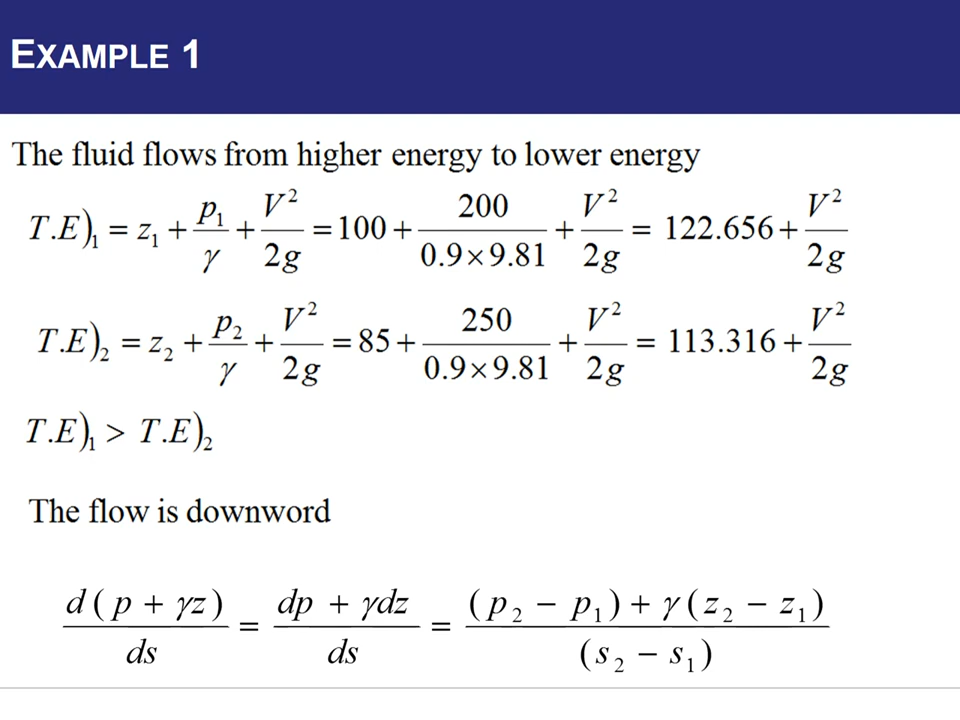 EXAMPLE 1
The fluid flows from higher energy to lower energy
T.E)₁ = z₁ + p₁/γ + V²/2g = 100 + 200/(0.9×9.81) + V²/2g = 122.656 + V²/2g
T.E)₂ = z₂ + p₂/γ + V²/2g = 85 + 250/(0.9×9.81) + V²/2g = 113.316 + V²/2g
T.E)₁ > T.E)₂
The flow is downword
d(p + γz)/ds = (dp + γdz)/ds = ((p₂ − p₁) + γ(z₂ − z₁))/(s₂ − s₁)